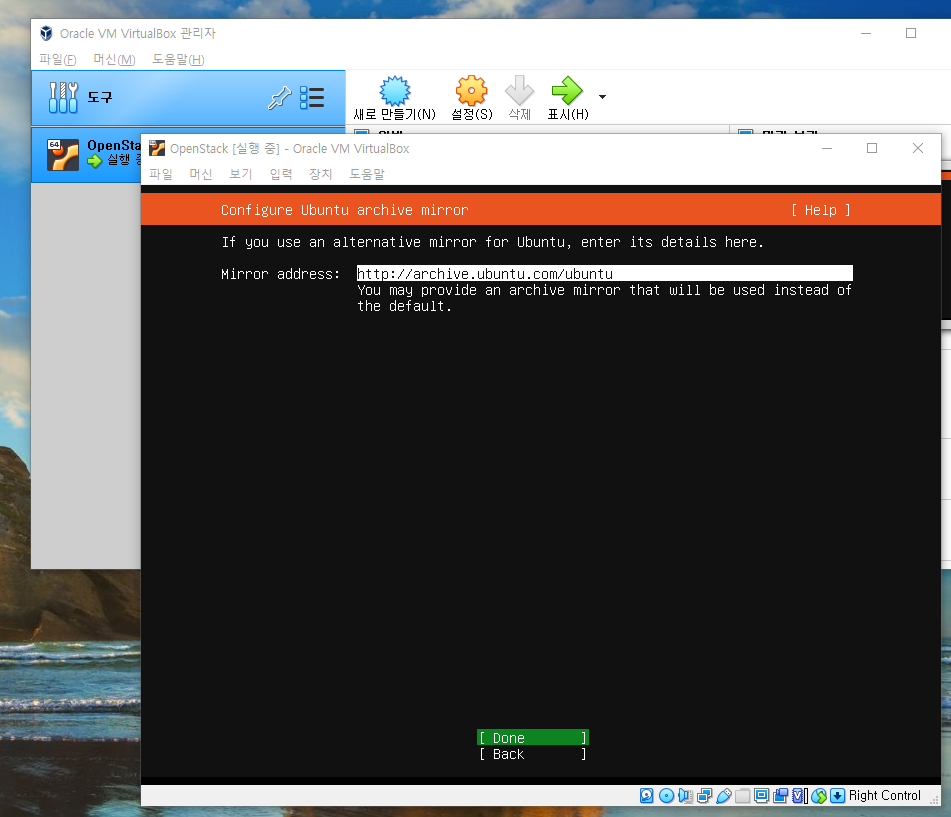 Oracle VM VirtualBox 관리자
파일(F) 머신(M) 도움말(H)
도구
새로 만들기(N) 설정(S) 삭제 표시(H)
64
OpenSta
실행
OpenStack [실행 중] - Oracle VM VirtualBox
파일 머신 보기 입력 장치 도움말
Configure Ubuntu archive mirror [ Help ]
If you use an alternative mirror for Ubuntu, enter its details here.
Mirror address: http://archive.ubuntu.com/ubuntu
You may provide an archive mirror that will be used instead of
the default.
[ Done ]
[ Back ]
Right Control